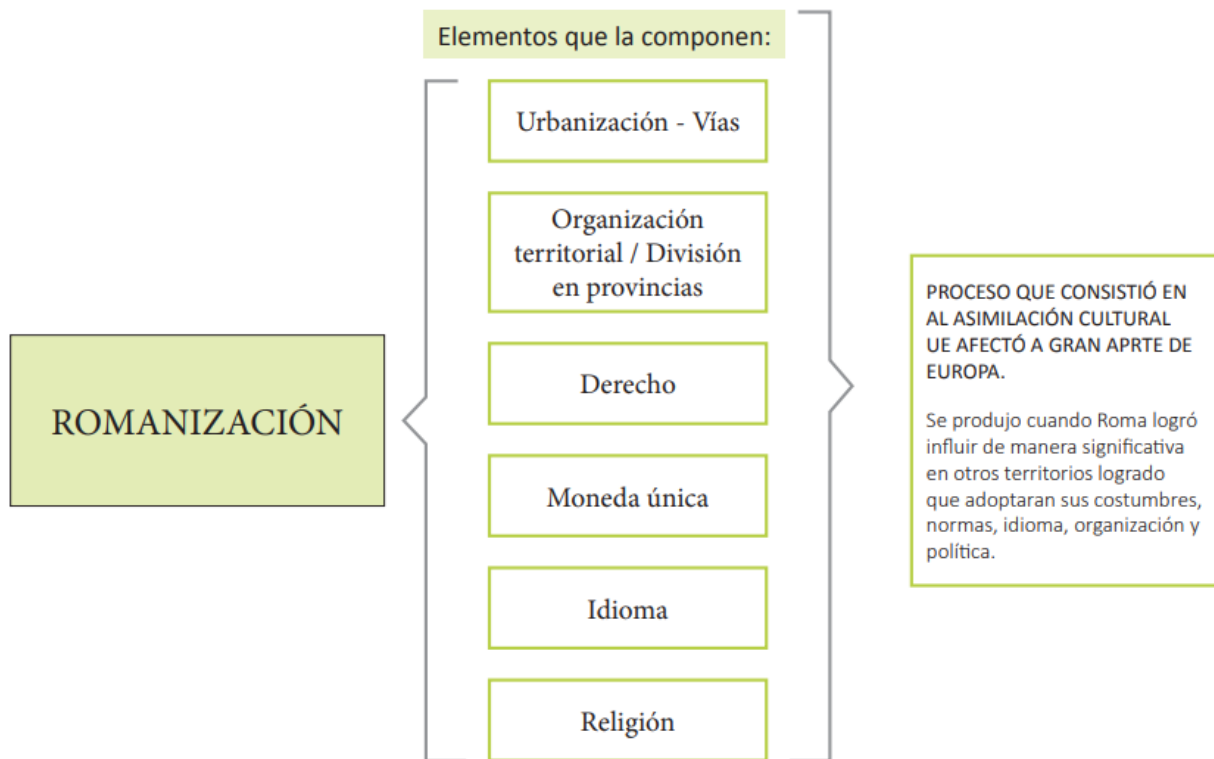 Elementos que la componen:
Urbanización - Vías
Organización
territorial / División
en provincias
Derecho
Moneda única
Idioma
Religión
ROMANIZACIÓN
PROCESO QUE CONSISTIÓ EN
AL ASIMILACIÓN CULTURAL
UE AFECTÓ A GRAN APRTE DE
EUROPA.
Se produjo cuando Roma logró
influir de manera significativa
en otros territorios logrado
que adoptaran sus costumbres,
normas, idioma, organización y
política.